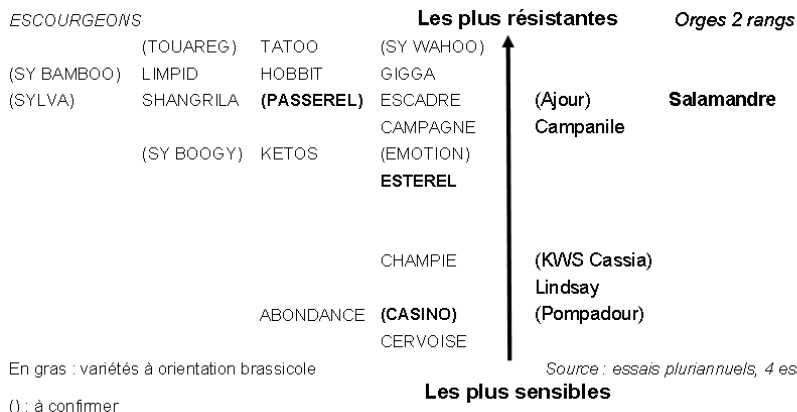 ESCOURGEONS Les plus résistantes Orges 2 rangs
(TOUAREG) TATOO (SY WAHOO)
(SY BAMBOO) LIMPID HOBBIT GIGGA
(SYLVA) SHANGRILA (PASSEREL) ESCADRE (Ajour) Salamandre
CAMPAGNE Campanile
(SY BOOGY) KETOS (EMOTION)
ESTEREL
CHAMPIE (KWS Cassia)
Lindsay
ABONDANCE (CASINO) (Pompadour)
CERVOISE
En gras : variétés à orientation brassicole Source : essais pluriannuels, 4 es
Les plus sensibles
() : à confirmer